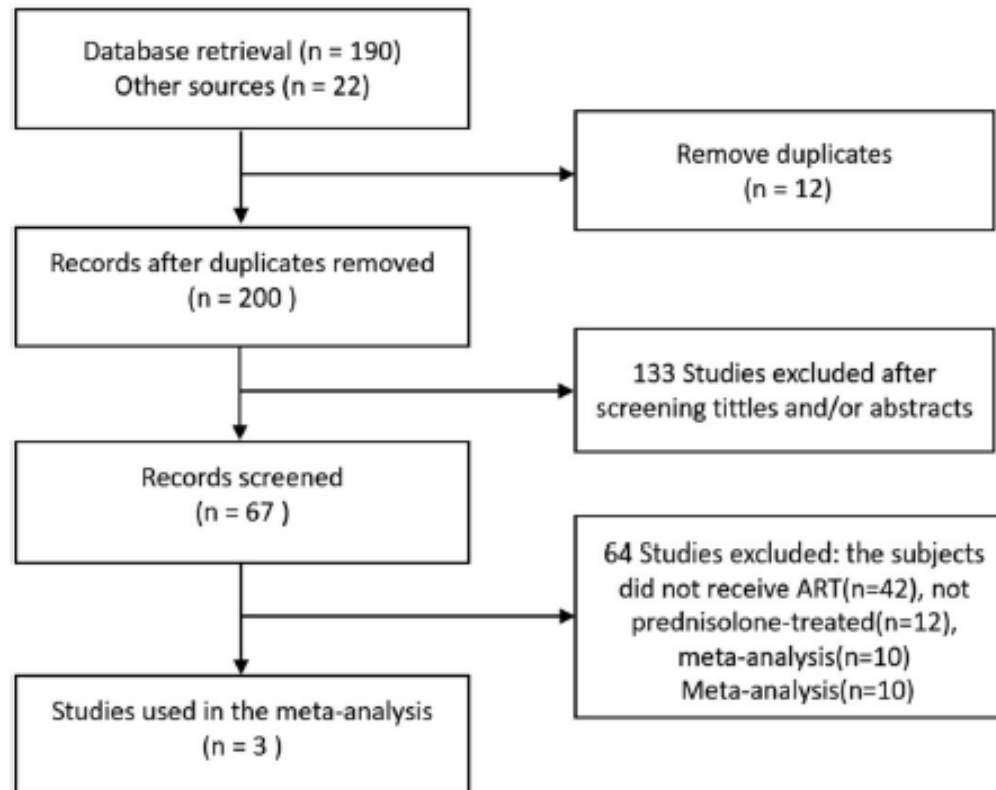 Database retrieval (n = 190)
Other sources (n = 22)
Remove duplicates
(n = 12)
Records after duplicates removed
(n = 200 )
133 Studies excluded after
screening tittles and/or abstracts
Records screened
(n = 67 )
64 Studies excluded: the subjects
did not receive ART(n=42), not
prednisolone-treated(n=12),
meta-analysis(n=10)
Meta-analysis(n=10)
Studies used in the meta-analysis
(n = 3 )